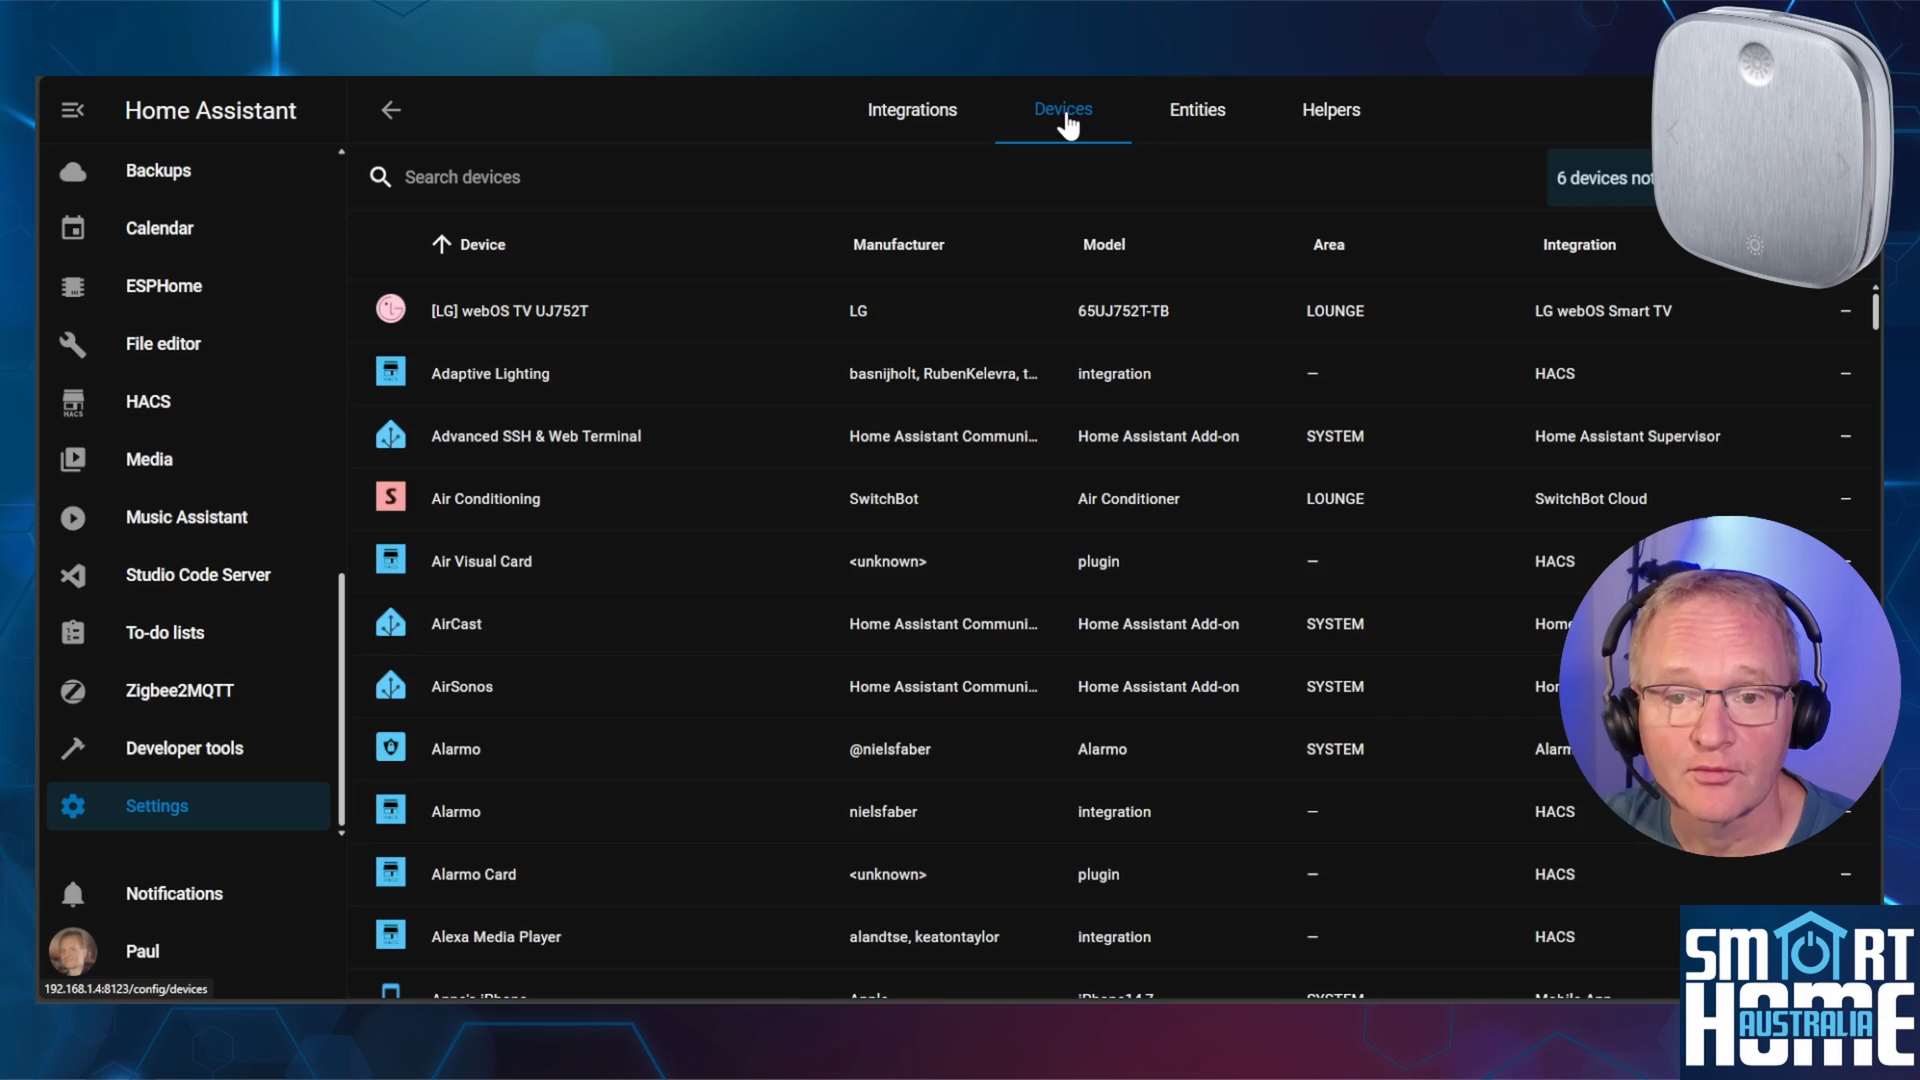 Home Assistant
Integrations
Devices
Entities
Helpers
Backups
Calendar
ESPHome
File editor
HACS
Media
Music Assistant
Studio Code Server
To-do lists
Zigbee2MQTT
Developer tools
Settings
Notifications
Paul
192.168.1.4:8123/config/devices
Search devices
6 devices not
Device Manufacturer Model Area Integration
[LG] webOS TV UJ752T LG 65UJ752T-TB LOUNGE LG webOS Smart TV –
Adaptive Lighting basnijholt, RubenKelevra, t... integration – HACS –
Advanced SSH & Web Terminal Home Assistant Communi... Home Assistant Add-on SYSTEM Home Assistant Supervisor –
Air Conditioning SwitchBot Air Conditioner LOUNGE SwitchBot Cloud –
Air Visual Card <unknown> plugin – HACS
AirCast Home Assistant Communi... Home Assistant Add-on SYSTEM
AirSonos Home Assistant Communi... Home Assistant Add-on SYSTEM
Alarmo @nielsfaber Alarmo SYSTEM
Alarmo nielsfaber integration – HACS
Alarmo Card <unknown> plugin – HACS –
Alexa Media Player alandtse, keatontaylor integration – HACS
SMART
HOME
AUSTRALIA